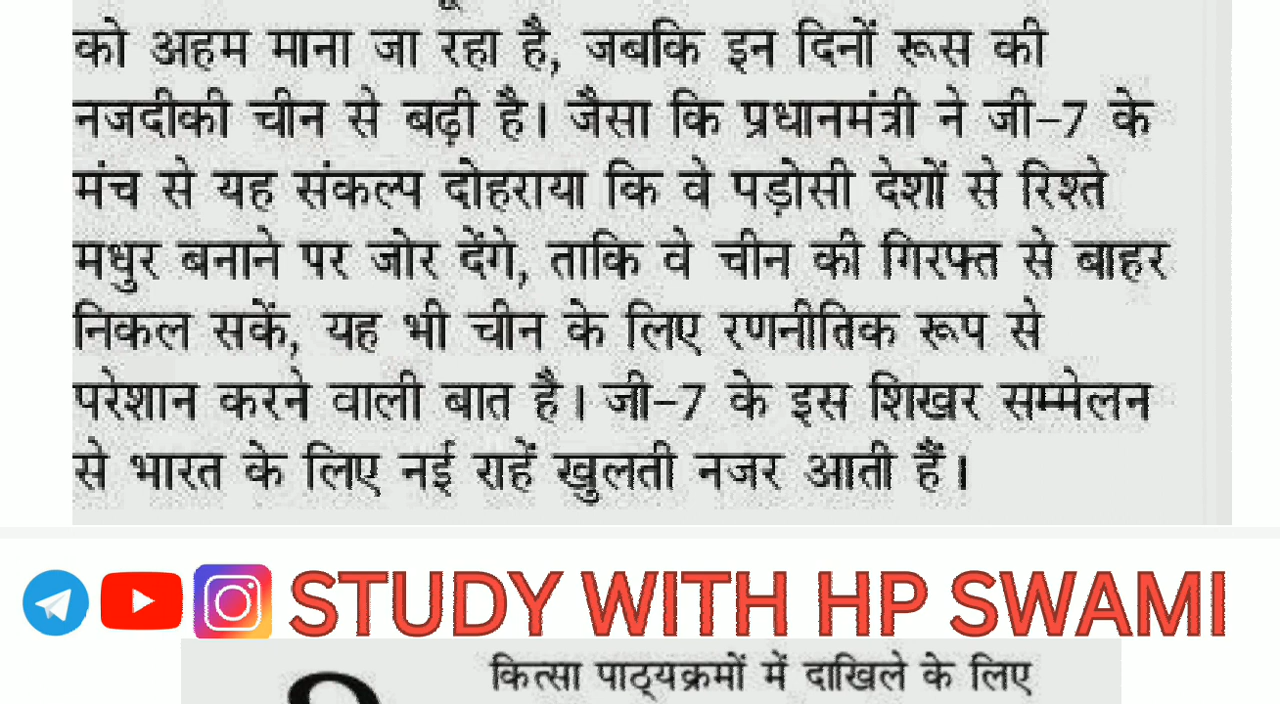 को अहम माना जा रहा है, जबकि इन दिनों रूस की
नजदीकी चीन से बढ़ी है। जैसा कि प्रधानमंत्री ने जी-7 के
मंच से यह संकल्प दोहराया कि वे पड़ोसी देशों से रिश्ते
मधुर बनाने पर जोर देंगे, ताकि वे चीन की गिरफ्त से बाहर
निकल सकें, यह भी चीन के लिए रणनीतिक रूप से
परेशान करने वाली बात है। जी-7 के इस शिखर सम्मेलन
से भारत के लिए नई राहें खुलती नजर आती हैं।
STUDY WITH HP SWAMI
कित्सा पाठ्यक्रमों में दाखिले के लिए